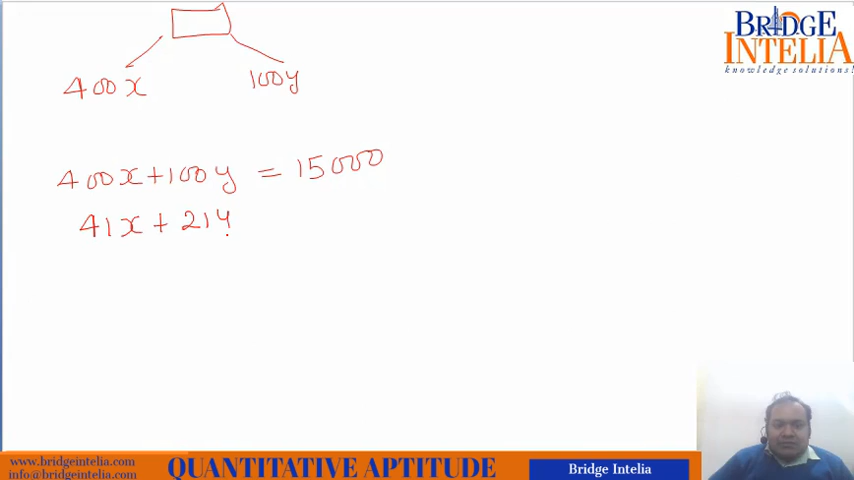 BRIDGE
INTELIA
knowledge solutions!
400x 100y
400x+100y = 15000
41x + 21y
www.bridgeintelia.com
info@bridgeintelia.com
QUANTITATIVE APTITUDE
Bridge Intelia